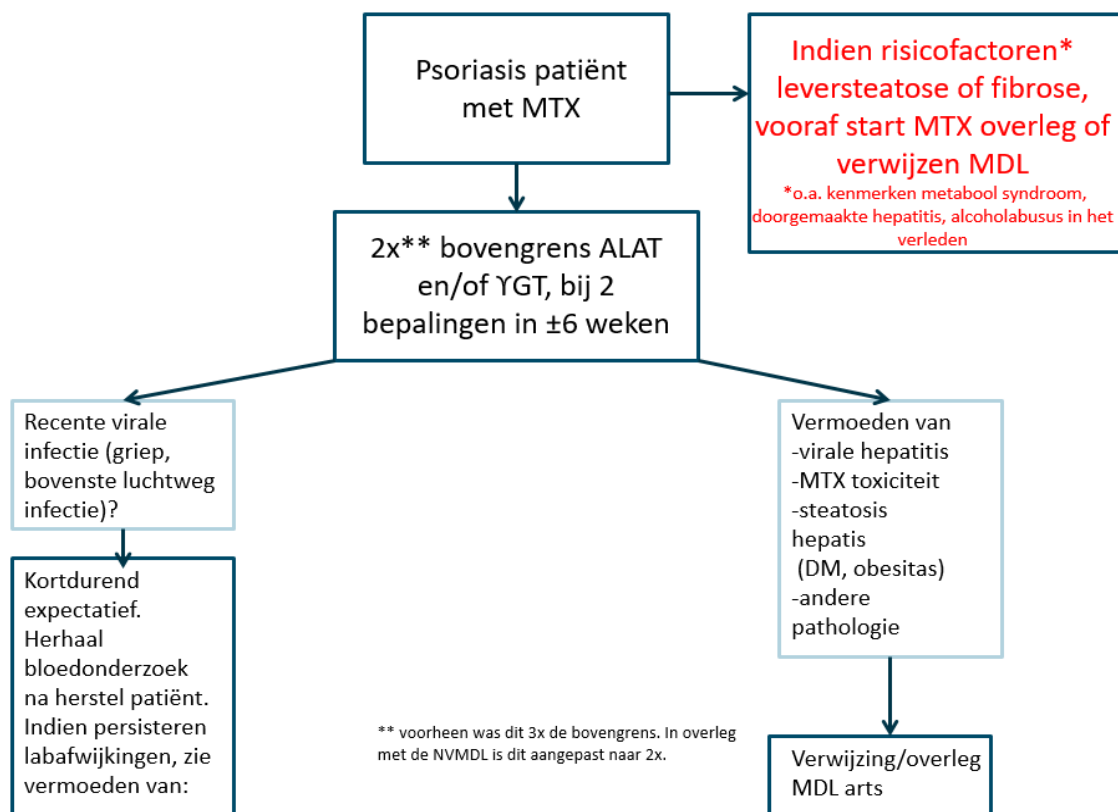 Psoriasis patiënt
met MTX
Indien risicofactoren*
leversteatose of fibrose,
vooraf start MTX overleg of
verwijzen MDL
*o.a. kenmerken metabool syndroom,
doorgemaakte hepatitis, alcoholabusus in het
verleden
2x** bovengrens ALAT
en/of ϒGT, bij 2
bepalingen in ±6 weken
Recente virale
infectie (griep,
bovenste luchtweg
infectie)?
Kortdurend
expectatief.
Herhaal
bloedonderzoek
na herstel patiënt.
Indien persisteren
labafwijkingen, zie
vermoeden van:
Vermoeden van
-virale hepatitis
-MTX toxiciteit
-steatosis
hepatis
(DM, obesitas)
-andere
pathologie
** voorheen was dit 3x de bovengrens. In overleg
met de NVMDL is dit aangepast naar 2x.
Verwijzing/overleg
MDL arts